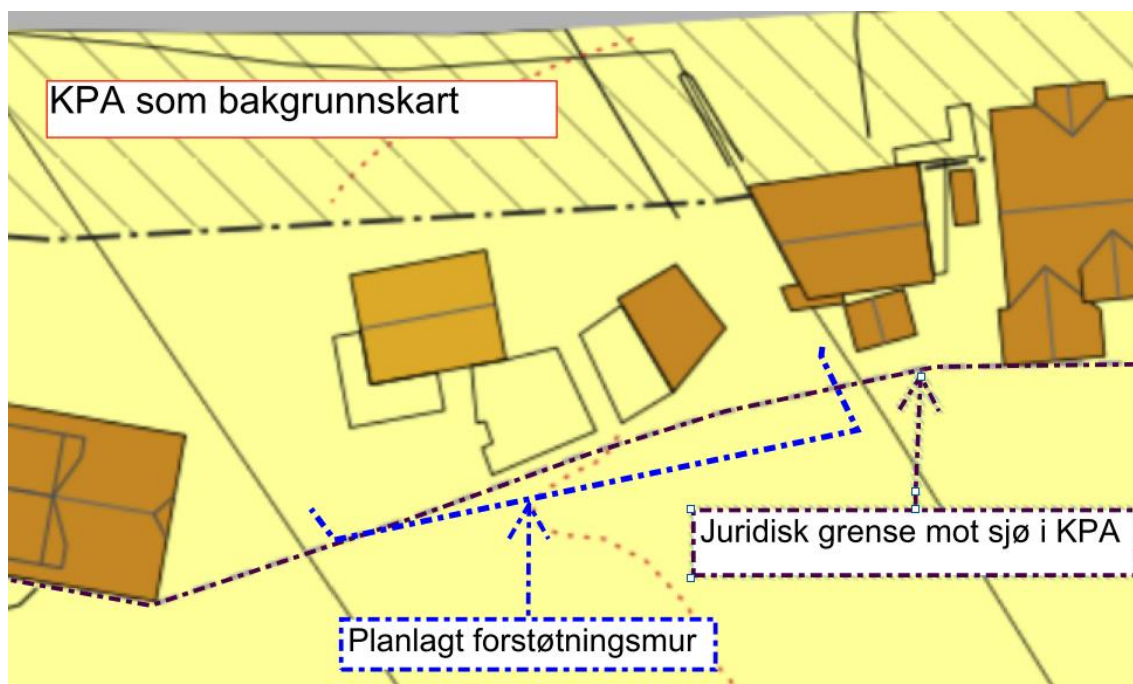 KPA som bakgrunnskart
Juridisk grense mot sjø i KPA
Planlagt forstøtningsmur